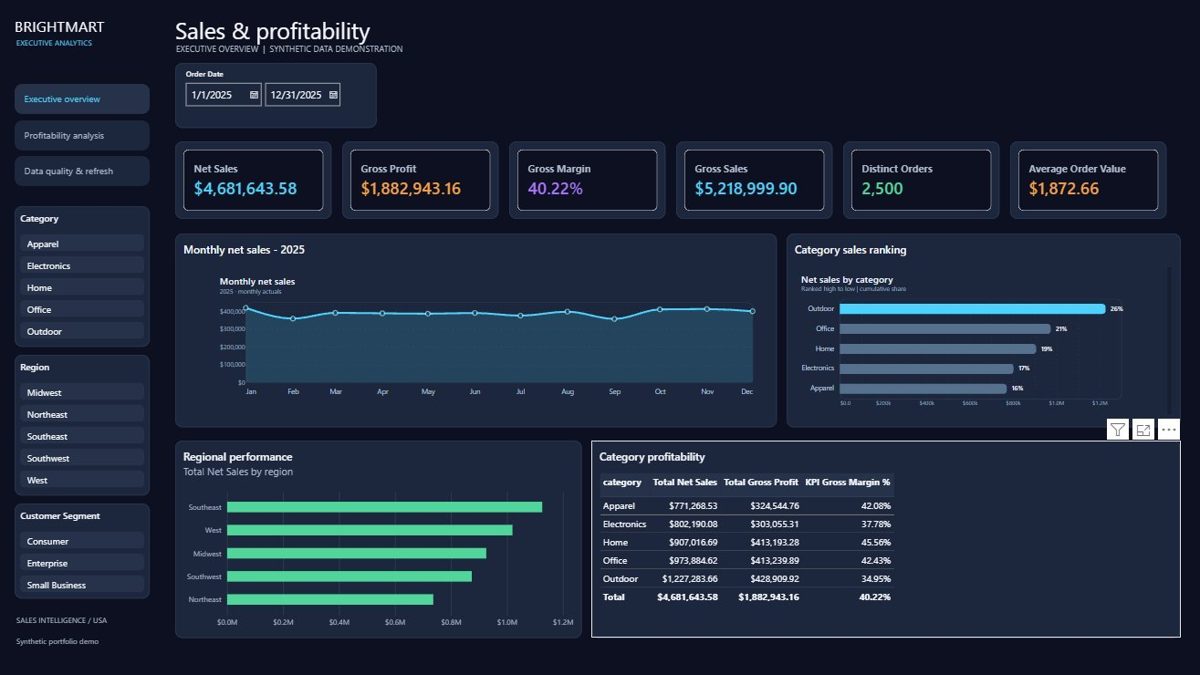 BRIGHTMART
EXECUTIVE ANALYTICS
Executive overview
Profitability analysis
Data quality & refresh
Category
Apparel
Electronics
Home
Office
Outdoor
Region
Midwest
Northeast
Southeast
Southwest
West
Customer Segment
Consumer
Enterprise
Small Business
SALES INTELLIGENCE / USA
Synthetic portfolio demo
Sales & profitability
EXECUTIVE OVERVIEW | SYNTHETIC DATA DEMONSTRATION
Order Date
1/1/2025 12/31/2025
Net Sales
$4,681,643.58
Gross Profit
$1,882,943.16
Gross Margin
40.22%
Gross Sales
$5,218,999.90
Distinct Orders
2,500
Average Order Value
$1,872.66
Monthly net sales - 2025
Monthly net sales
2025 · monthly actuals
$400,000
$300,000
$200,000
$100,000
$0
Jan Feb Mar Apr May Jun Jul Aug Sep Oct Nov Dec
Category sales ranking
Net sales by category
Ranked high to low | cumulative share
Outdoor 26%
Office 21%
Home 19%
Electronics 17%
Apparel 16%
$0.0 $200k $400k $600k $800k $1.0M $1.2M
Regional performance
Total Net Sales by region
Southeast
West
Midwest
Southwest
Northeast
$0.0M $0.2M $0.4M $0.6M $0.8M $1.0M $1.2M
Category profitability
category Total Net Sales Total Gross Profit KPI Gross Margin %
Apparel $771,268.53 $324,544.76 42.08%
Electronics $802,190.08 $303,055.31 37.78%
Home $907,016.69 $413,193.28 45.56%
Office $973,884.62 $413,239.89 42.43%
Outdoor $1,227,283.66 $428,909.92 34.95%
Total $4,681,643.58 $1,882,943.16 40.22%